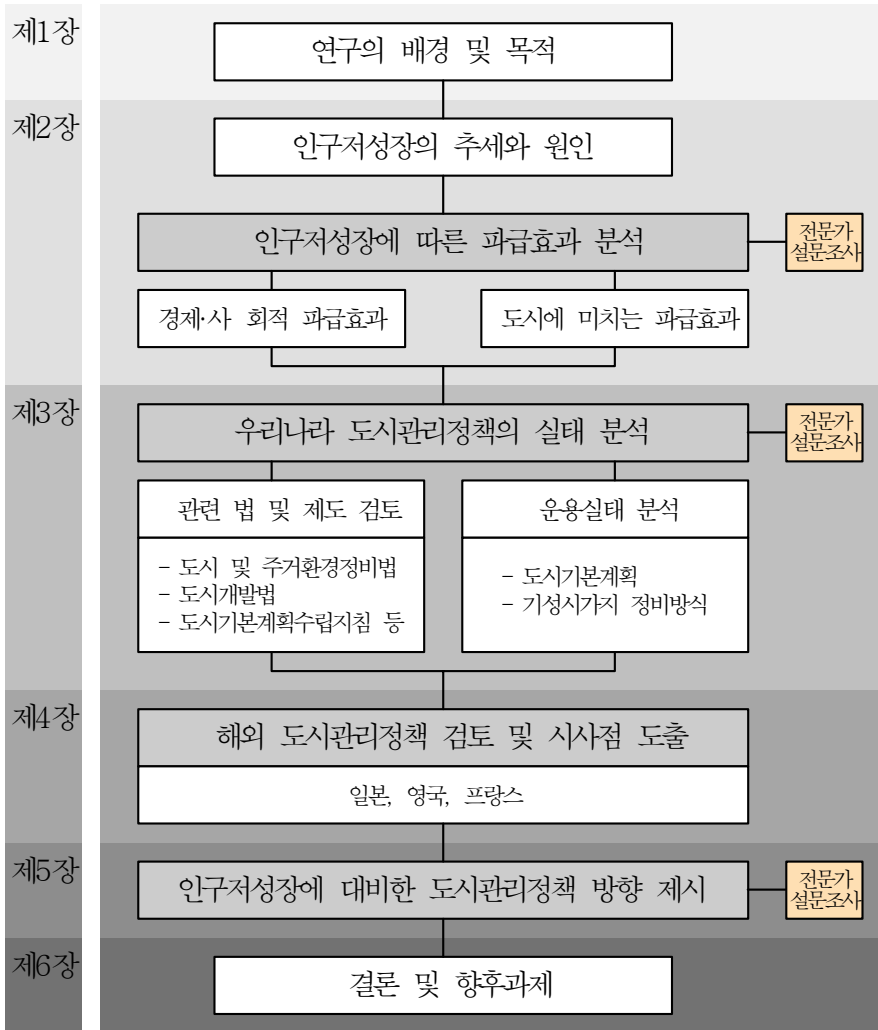 제1장
연구의 배경 및 목적
제2장
인구저성장의 추세와 원인
인구저성장에 따른 파급효과 분석
전문가
설문조사
경제·사 회적 파급효과
도시에 미치는 파급효과
제3장
우리나라 도시관리정책의 실태 분석
전문가
설문조사
관련 법 및 제도 검토
- 도시 및 주거환경정비법
- 도시개발법
- 도시기본계획수립지침 등
운용실태 분석
- 도시기본계획
- 기성시가지 정비방식
제4장
해외 도시관리정책 검토 및 시사점 도출
일본, 영국, 프랑스
제5장
인구저성장에 대비한 도시관리정책 방향 제시
전문가
설문조사
제6장
결론 및 향후과제